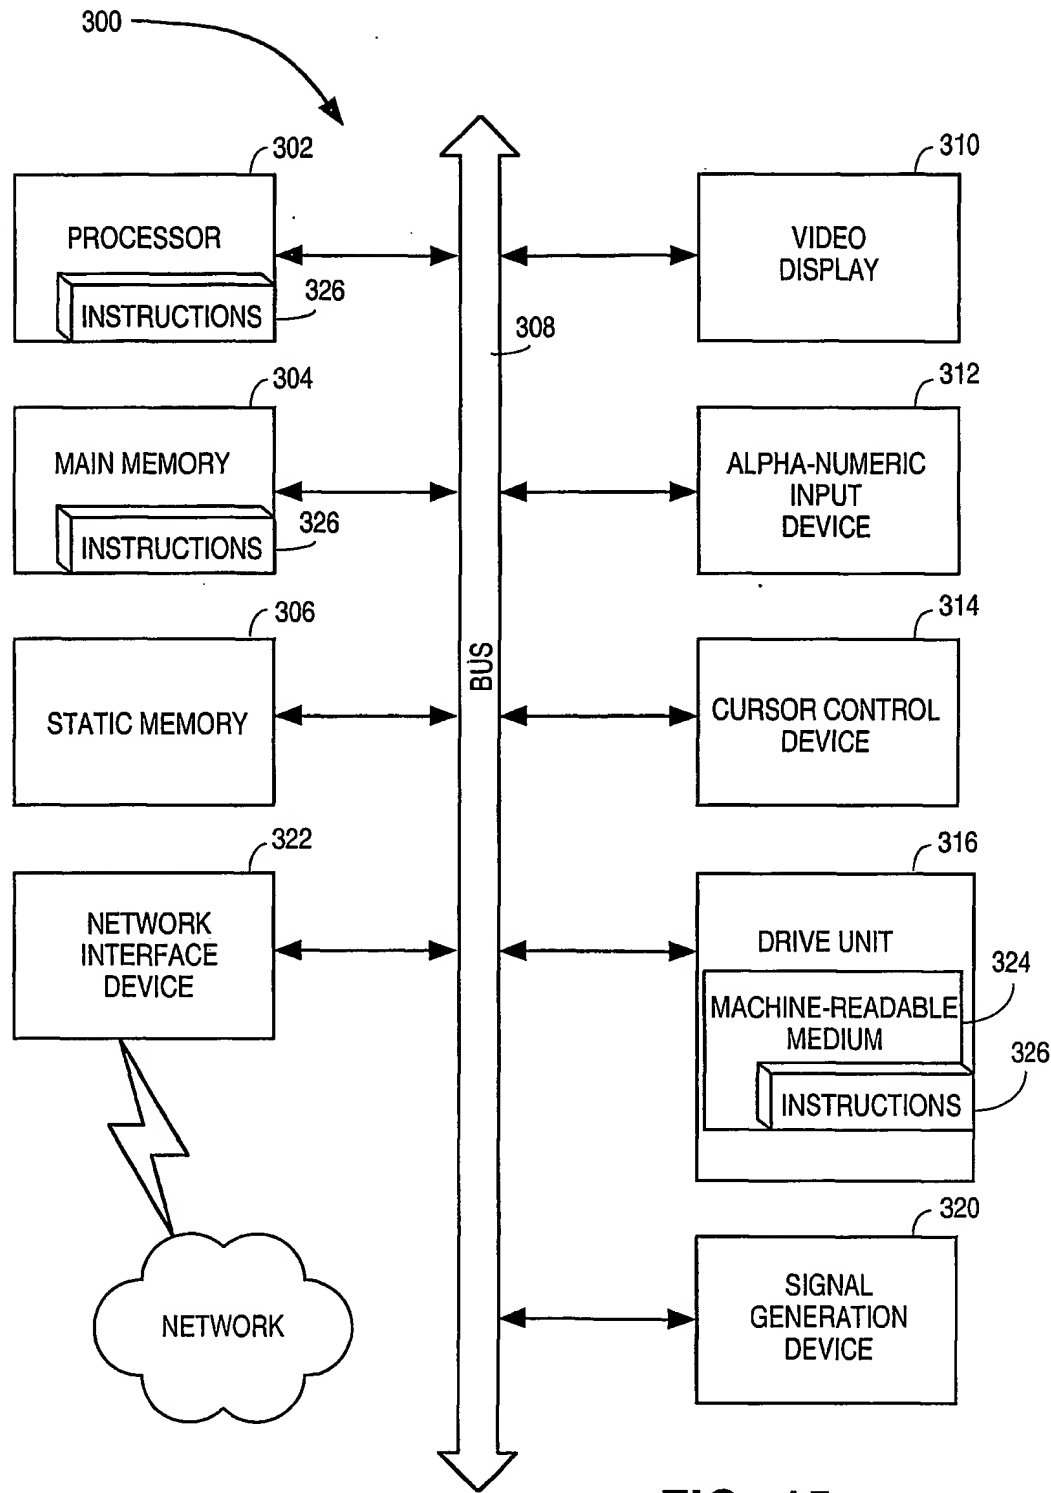 300
302
PROCESSOR
INSTRUCTIONS
326
304
MAIN MEMORY
INSTRUCTIONS
326
306
STATIC MEMORY
322
NETWORK
INTERFACE
DEVICE
NETWORK
308
BUS
310
VIDEO
DISPLAY
312
ALPHA-NUMERIC
INPUT
DEVICE
314
CURSOR CONTROL
DEVICE
316
DRIVE UNIT
324
MACHINE-READABLE
MEDIUM
326
INSTRUCTIONS
320
SIGNAL
GENERATION
DEVICE